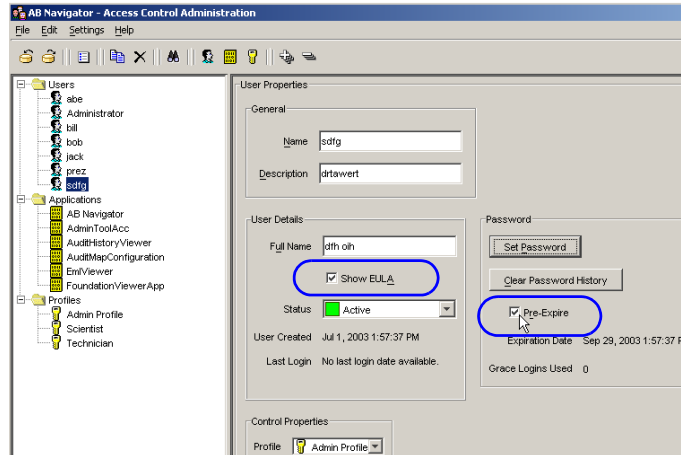 AB Navigator - Access Control Administration
File Edit Settings Help
Users
abe
Administrator
bill
bob
jack
prez
sdfg
Applications
AB Navigator
AdminToolAcc
AuditHistoryViewer
AuditMapConfiguration
EmlViewer
FoundationViewerApp
Profiles
Admin Profile
Scientist
Technician
User Properties
General
Name sdfg
Description drtawert
User Details
Full Name dfh oih
Show EULA
Status Active
User Created Jul 1, 2003 1:57:37 PM
Last Login No last login date available.
Password
Set Password
Clear Password History
Pre-Expire
Expiration Date Sep 29, 2003 1:57:37 P
Grace Logins Used 0
Control Properties
Profile Admin Profile